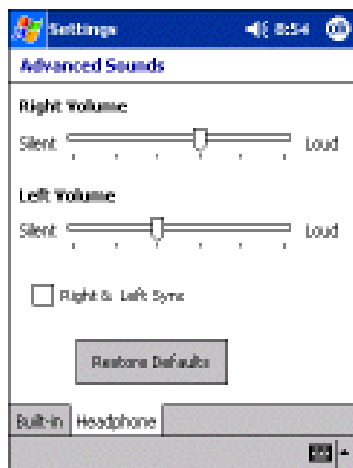 Settings 8:54 ok
Advanced Sounds
Right Volume
Silent Loud
Left Volume
Silent Loud
Right & Left Sync
Restore Defaults
Built-in Headphone